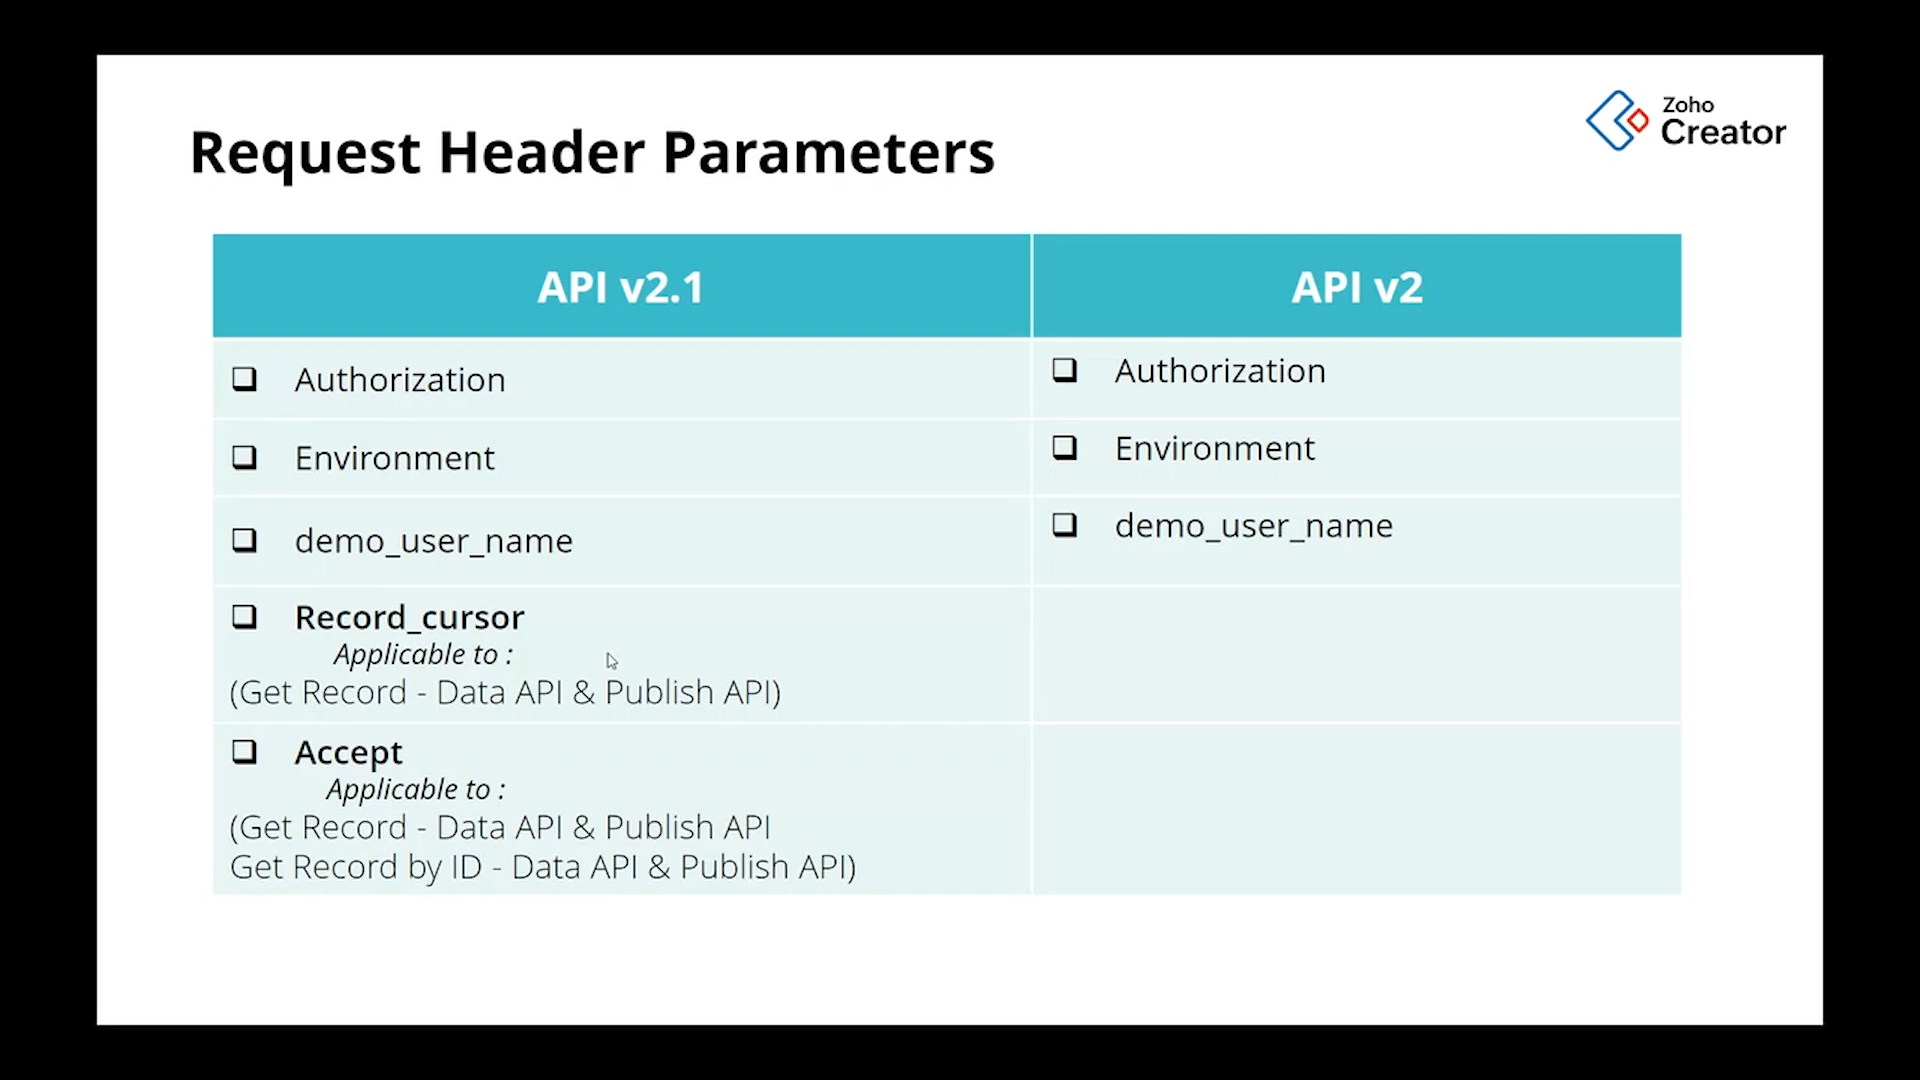 Zoho
Creator
Request Header Parameters
API v2.1
API v2
Authorization
Authorization
Environment
Environment
demo_user_name
demo_user_name
Record_cursor
Applicable to :
(Get Record - Data API & Publish API)
Accept
Applicable to :
(Get Record - Data API & Publish API
Get Record by ID - Data API & Publish API)